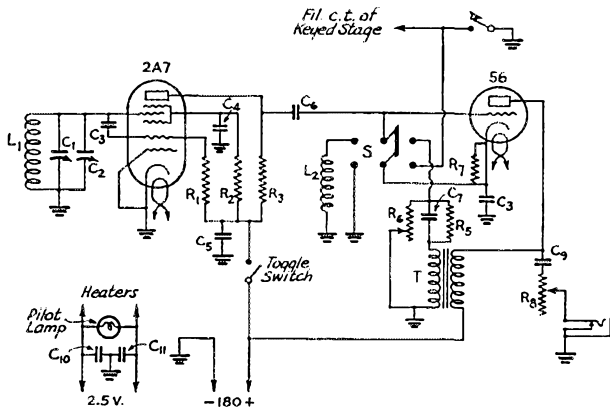 Fil. c.t. of
Keyed Stage
2A7
56
C4
C6
L1
C1
C3
C2
S
L2
R7
R1
R2
R3
C7
C3
R6
R5
C5
Toggle
Switch
T
C9
R8
Heaters
Pilot
Lamp
C10
C11
2.5 V.
-180+